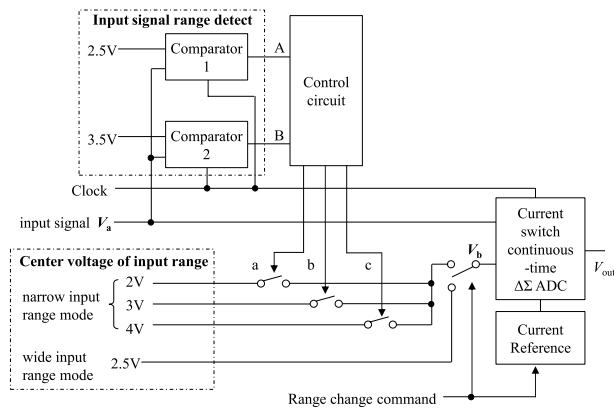 Input signal range detect
2.5V
Comparator
1
A
Control
circuit
3.5V
Comparator
2
B
Clock
input signal Va
Current
switch
continuous
-time
ΔΣ ADC
Vb
Vout
Center voltage of input range
narrow input
range mode
2V
3V
4V
a
b
c
wide input
range mode
2.5V
Current
Reference
Range change command